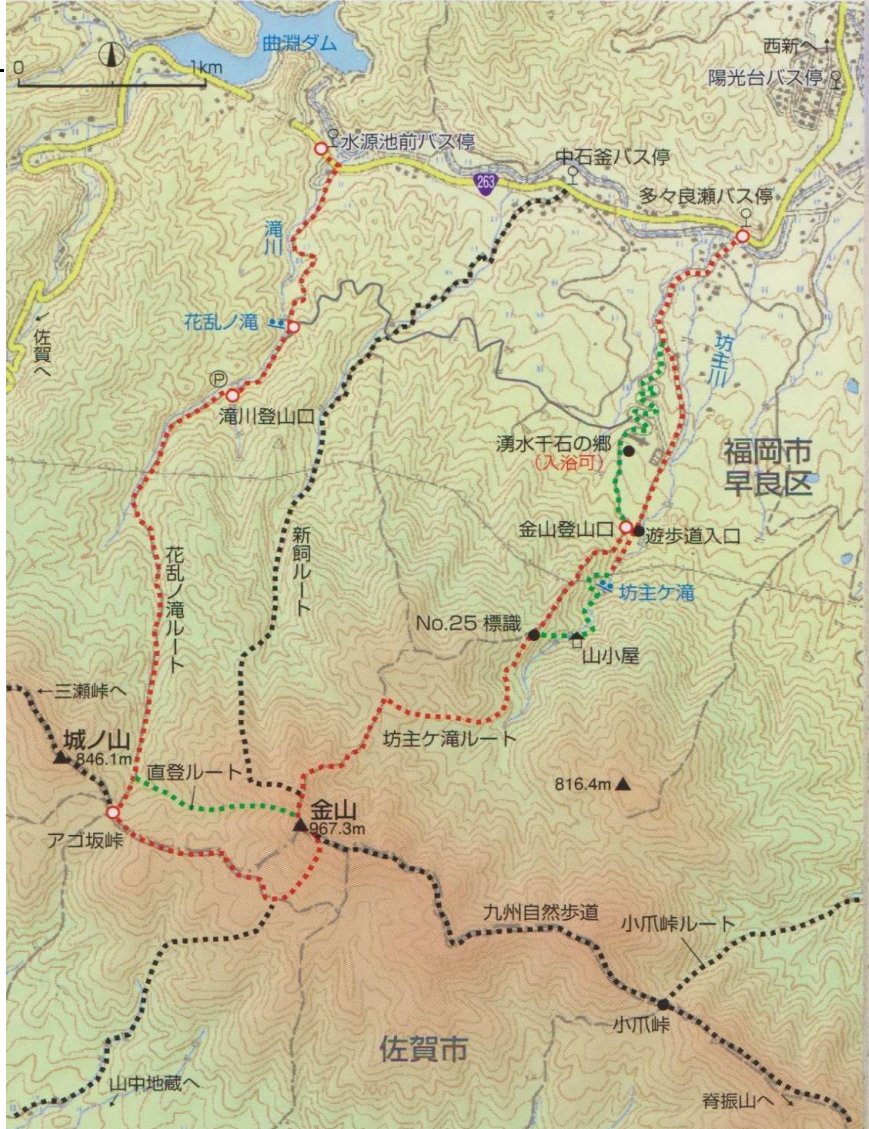 曲淵ダム
0 1km
西新へ
陽光台バス停
水源池前バス停
中石釜バス停
263
多々良瀬バス停
滝川
花乱ノ滝
佐賀へ
P
滝川登山口
坊主川
湧水千石の郷
(入浴可)
福岡市
早良区
金山登山口
遊歩道入口
新飼ルート
花乱ノ滝ルート
坊主ケ滝
No.25 標識
山小屋
三瀬峠へ
城ノ山
846.1m
坊主ケ滝ルート
直登ルート
816.4m
金山
967.3m
アゴ坂峠
九州自然歩道
小爪峠ルート
小爪峠
佐賀市
山中地蔵へ
脊振山へ